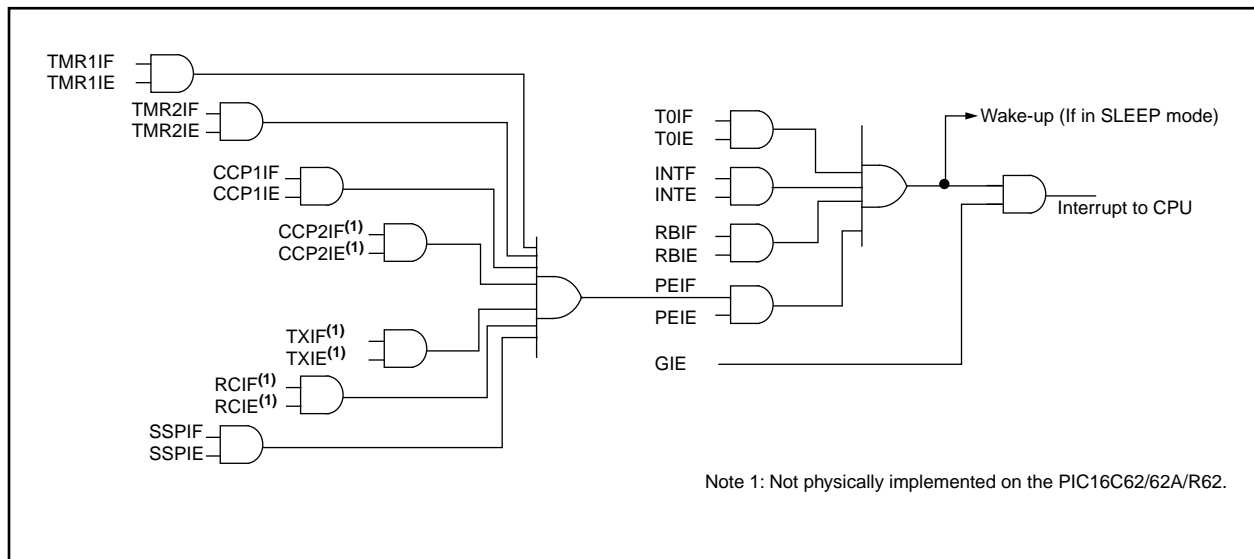 TMR1IF
TMR1IE
TMR2IF
TMR2IE
CCP1IF
CCP1IE
CCP2IF(1)
CCP2IE(1)
TXIF(1)
TXIE(1)
RCIF(1)
RCIE(1)
SSPIF
SSPIE
T0IF
T0IE
INTF
INTE
RBIF
RBIE
PEIF
PEIE
GIE
Wake-up (If in SLEEP mode)
Interrupt to CPU
Note 1: Not physically implemented on the PIC16C62/62A/R62.